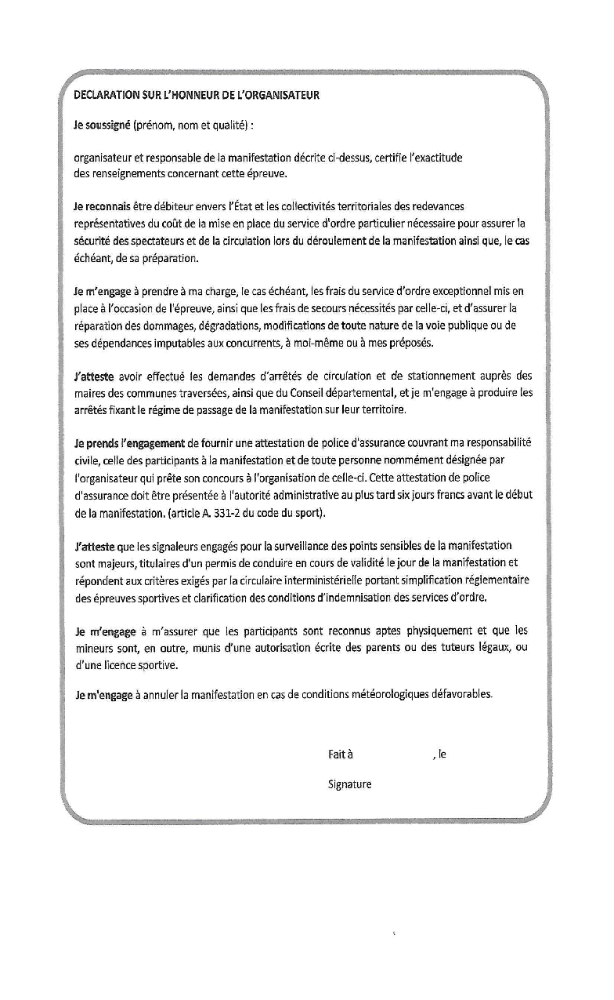 DECLARATION SUR L'HONNEUR DE L'ORGANISATEUR
Je soussigné (prénom, nom et qualité) :
organisateur et responsable de la manifestation décrite ci-dessus, certifie l'exactitude
des renseignements concernant cette épreuve.
Je reconnais être débiteur envers l'État et les collectivités territoriales des redevances
représentatives du coût de la mise en place du service d'ordre particulier nécessaire pour assurer la
sécurité des spectateurs et de la circulation lors du déroulement de la manifestation ainsi que, le cas
échéant, de sa préparation.
Je m'engage à prendre à ma charge, le cas échéant, les frais du service d'ordre exceptionnel mis en
place à l'occasion de l'épreuve, ainsi que les frais de secours nécessités par celle-ci, et d'assurer la
réparation des dommages, dégradations, modifications de toute nature de la voie publique ou de
ses dépendances imputables aux concurrents, à moi-même ou à mes préposés.
J'atteste avoir effectué les demandes d'arrêtés de circulation et de stationnement auprès des
maires des communes traversées, ainsi que du Conseil départemental, et je m'engage à produire les
arrêtés fixant le régime de passage de la manifestation sur leur territoire.
Je prends l'engagement de fournir une attestation de police d'assurance couvrant ma responsabilité
civile, celle des participants à la manifestation et de toute personne nommément désignée par
l'organisateur qui prête son concours à l'organisation de celle-ci. Cette attestation de police
d'assurance doit être présentée à l'autorité administrative au plus tard six jours francs avant le début
de la manifestation. (article A. 331-2 du code du sport).
J'atteste que les signaleurs engagés pour la surveillance des points sensibles de la manifestation
sont majeurs, titulaires d'un permis de conduire en cours de validité le jour de la manifestation et
répondent aux critères exigés par la circulaire interministérielle portant simplification réglementaire
des épreuves sportives et clarification des conditions d'indemnisation des services d'ordre.
Je m'engage à m'assurer que les participants sont reconnus aptes physiquement et que les
mineurs sont, en outre, munis d'une autorisation écrite des parents ou des tuteurs légaux, ou
d'une licence sportive.
Je m'engage à annuler la manifestation en cas de conditions météorologiques défavorables.
Fait à , le
Signature